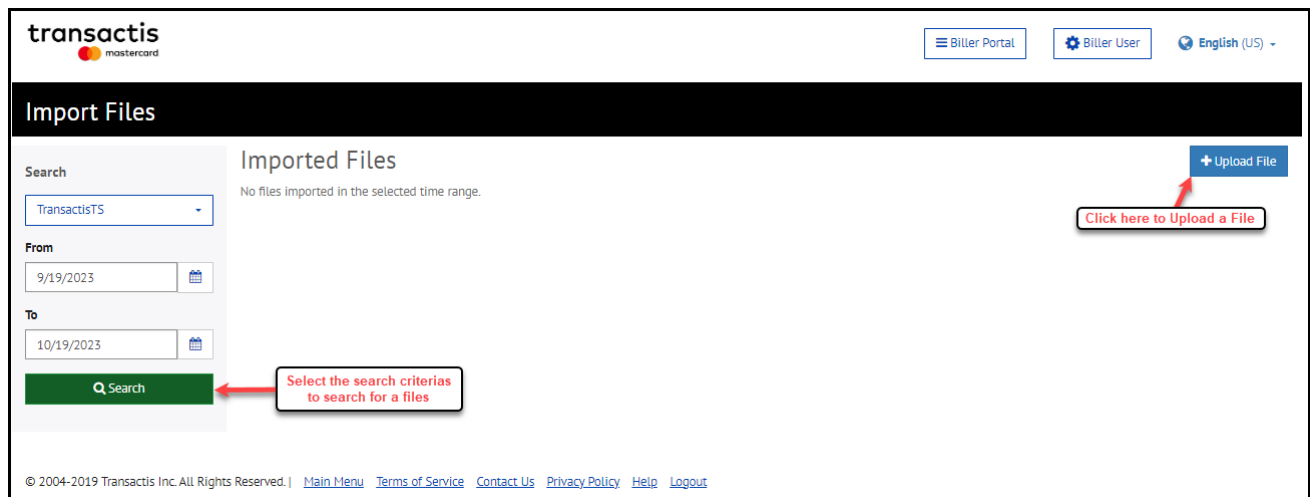 transactis
mastercard
Biller Portal
Biller User
English (US)
Import Files
Search
TransactisTS
From
9/19/2023
To
10/19/2023
Search
Imported Files
No files imported in the selected time range.
Upload File
Click here to Upload a File
Select the search criterias
to search for a files
© 2004-2019 Transactis Inc. All Rights Reserved. | Main Menu Terms of Service Contact Us Privacy Policy Help Logout